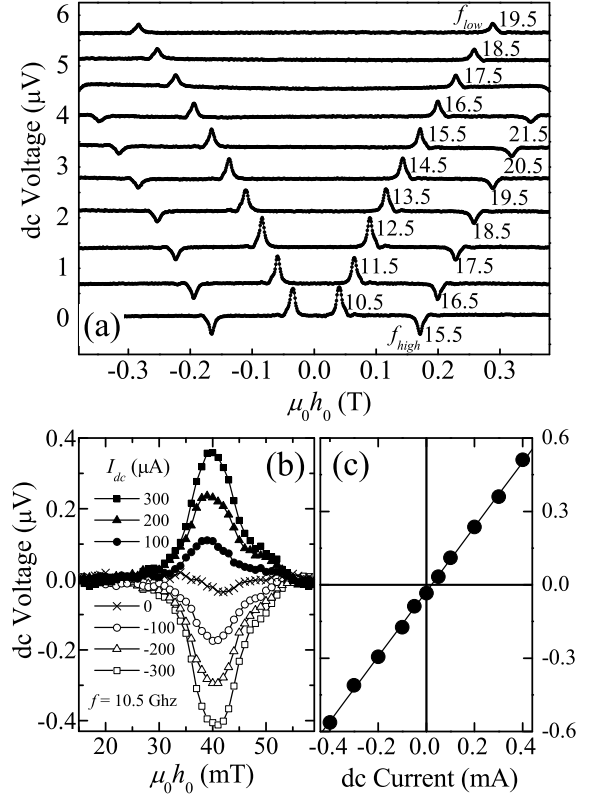 6
5
4
3
2
1
0
dc Voltage (μV)
f_low 19.5
18.5
17.5
16.5
21.5
15.5
20.5
14.5
19.5
13.5
18.5
12.5
17.5
11.5
16.5
10.5
f_high 15.5
(a)
-0.3 -0.2 -0.1 0.0 0.1 0.2 0.3
μ₀h₀ (T)
0.4
0.2
0.0
-0.2
-0.4
dc Voltage (μV)
I_dc (μA)
300
200
100
0
-100
-200
-300
f = 10.5 Ghz
(b)
20 30 40 50
μ₀h₀ (mT)
(c)
0.6
0.3
0.0
-0.3
-0.6
-0.4 -0.2 0.0 0.2 0.4
dc Current (mA)